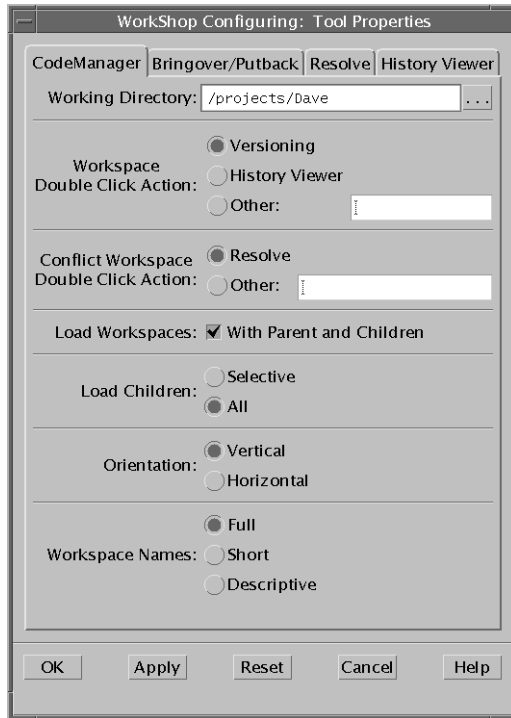 WorkShop Configuring: Tool Properties
CodeManager Bringover/Putback Resolve History Viewer
Working Directory: /projects/Dave ...
Versioning
Workspace
Double Click Action:
History Viewer
Other:
Conflict Workspace
Double Click Action:
Resolve
Other:
Load Workspaces: With Parent and Children
Load Children:
Selective
All
Orientation:
Vertical
Horizontal
Workspace Names:
Full
Short
Descriptive
OK Apply Reset Cancel Help